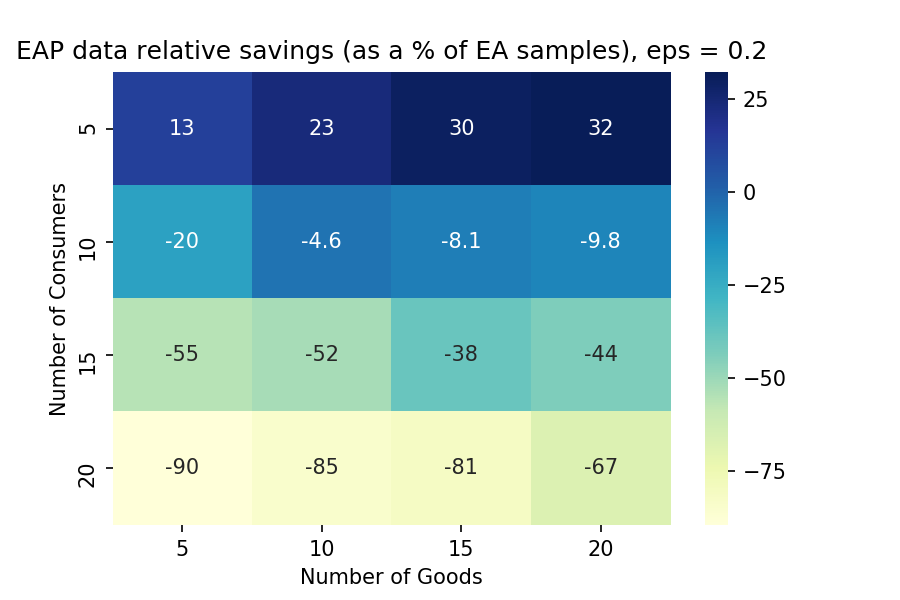 EAP data relative savings (as a % of EA samples), eps = 0.2
Number of Consumers
5 13 23 30 32
10 -20 -4.6 -8.1 -9.8
15 -55 -52 -38 -44
20 -90 -85 -81 -67
5 10 15 20
Number of Goods
25
0
−25
−50
−75